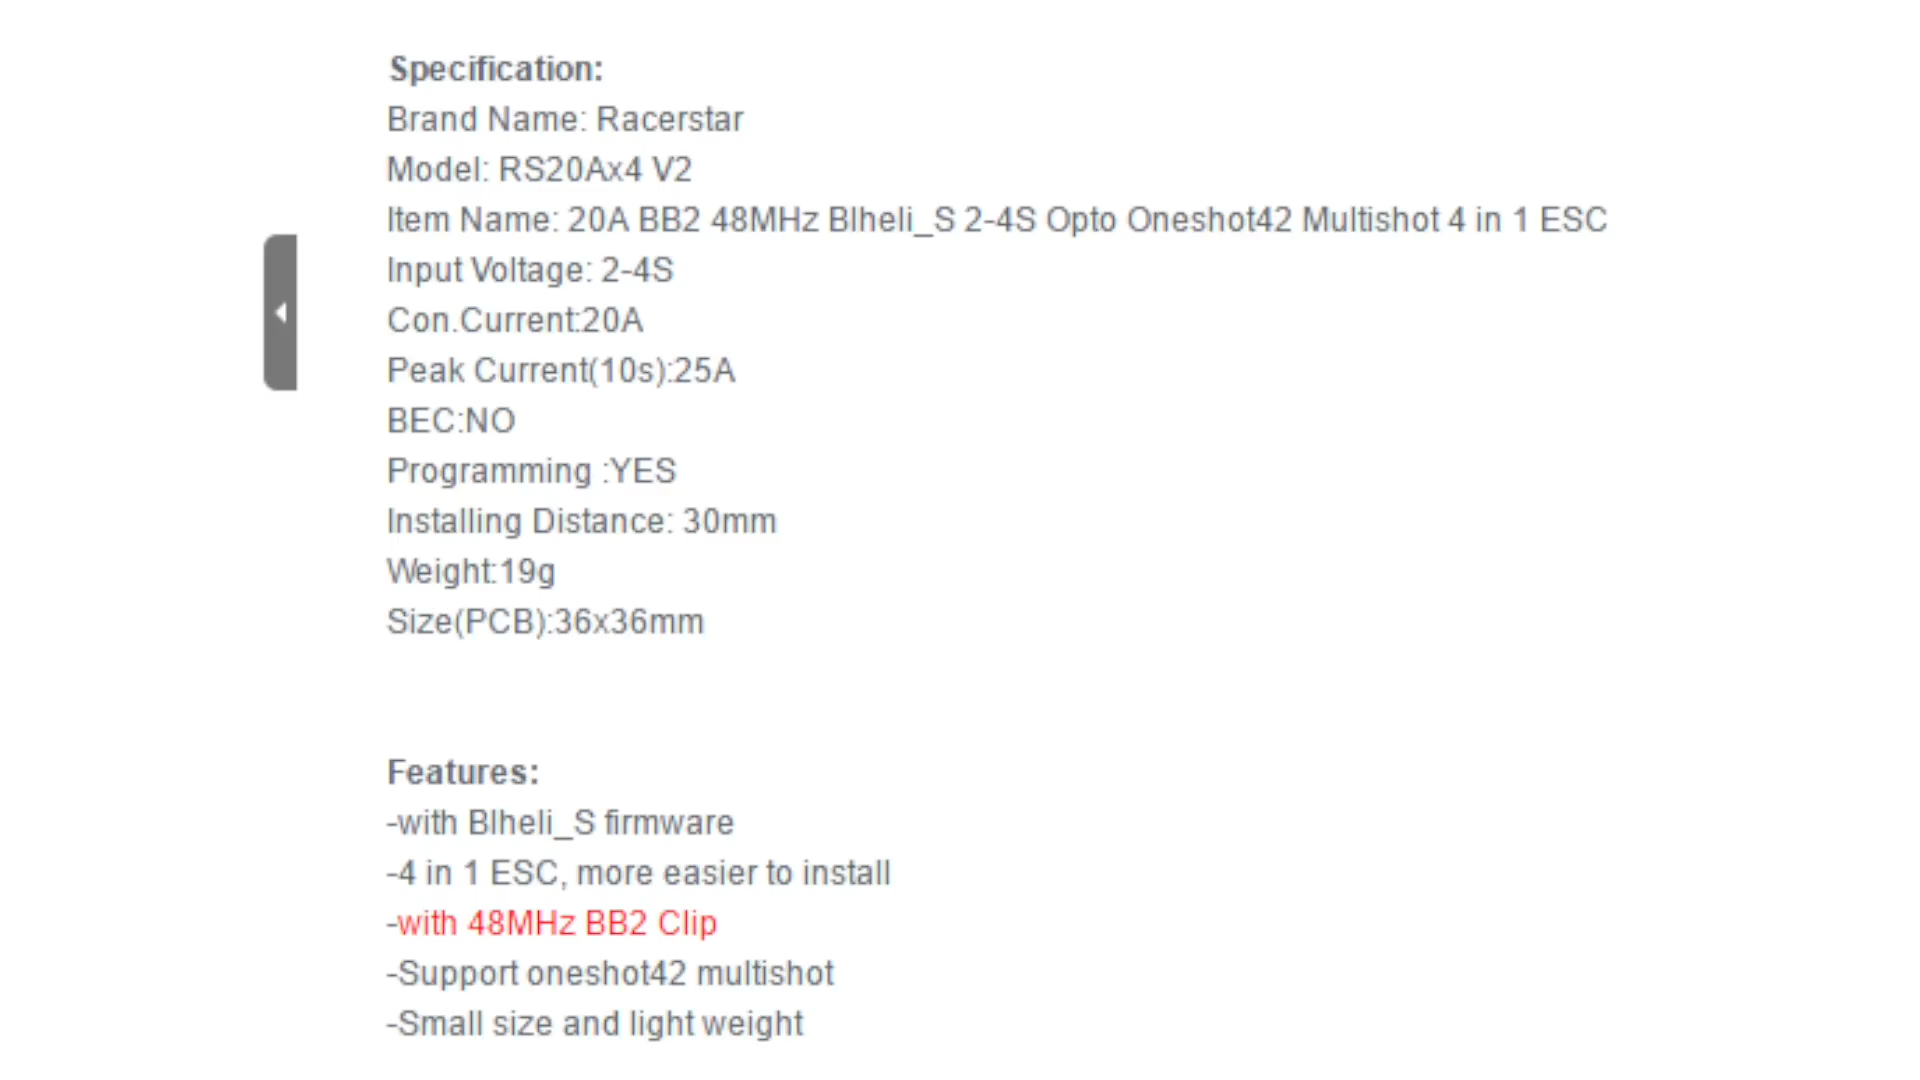 Specification:
Brand Name: Racerstar
Model: RS20Ax4 V2
Item Name: 20A BB2 48MHz Blheli_S 2-4S Opto Oneshot42 Multishot 4 in 1 ESC
Input Voltage: 2-4S
Con.Current:20A
Peak Current(10s):25A
BEC:NO
Programming :YES
Installing Distance: 30mm
Weight:19g
Size(PCB):36x36mm
Features:
-with Blheli_S firmware
-4 in 1 ESC, more easier to install
-with 48MHz BB2 Clip
-Support oneshot42 multishot
-Small size and light weight